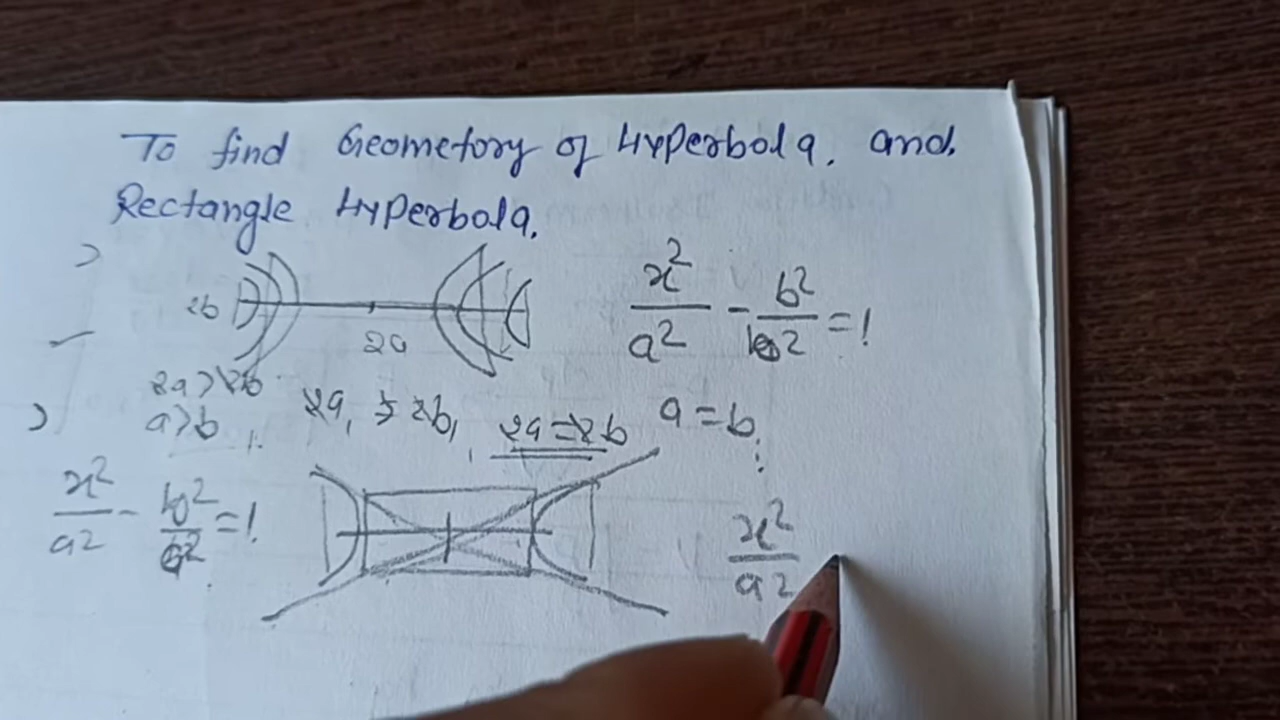 To find Geometory of Hyperbola. and.
Rectangle Hyperbola.
2b
2a
x²/a² - b²/b² = 1
2a > 2b
a > b
2a, 2b, 2a = 2b
a = b
x²/a² - b²/b² = 1
x²/a²